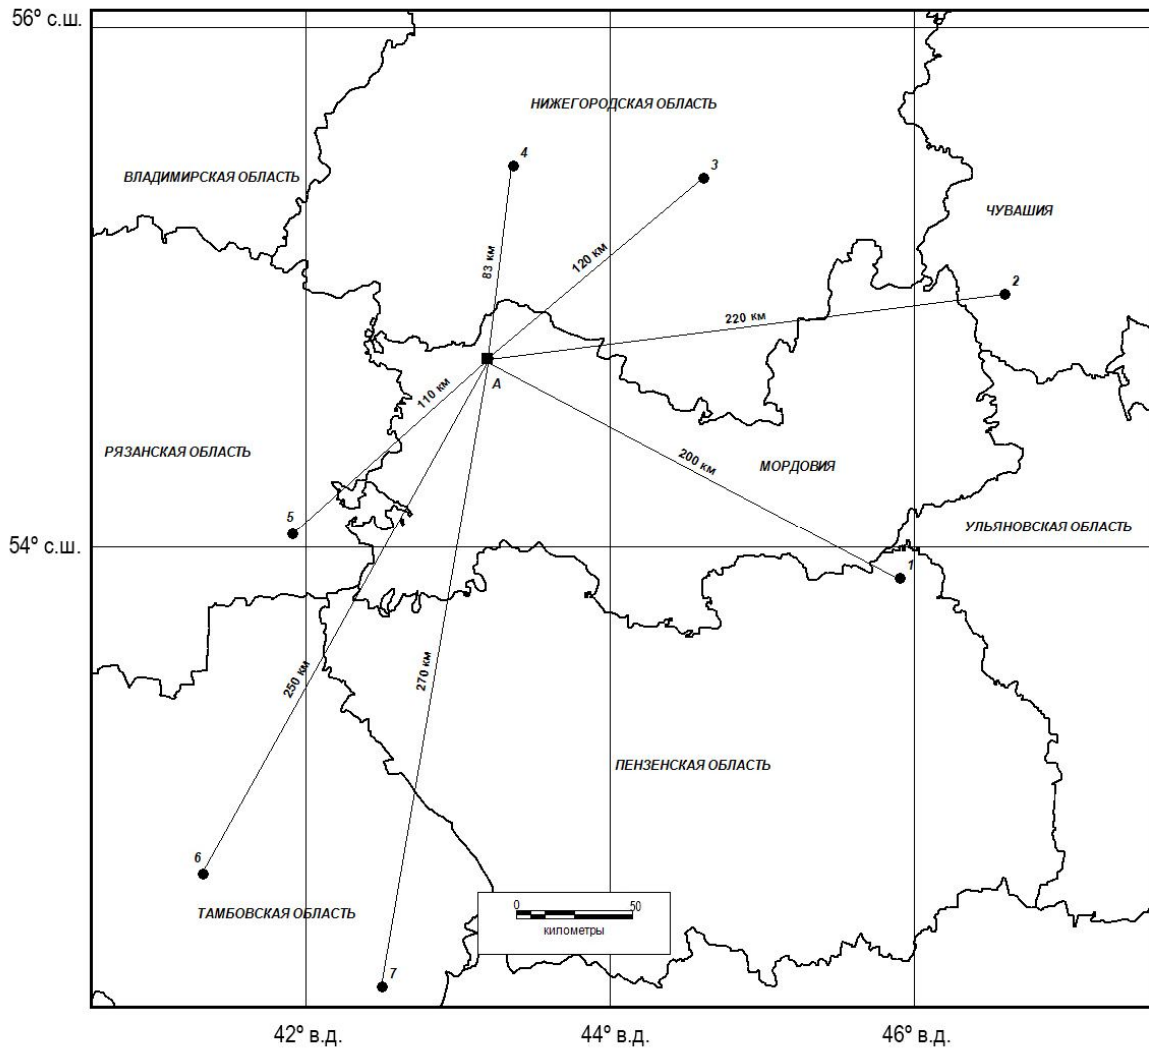 56° с.ш.
НИЖЕГОРОДСКАЯ ОБЛАСТЬ
4
3
ВЛАДИМИРСКАЯ ОБЛАСТЬ
ЧУВАШИЯ
83 км
120 км
2
220 км
А
110 км
РЯЗАНСКАЯ ОБЛАСТЬ
200 км
МОРДОВИЯ
5
УЛЬЯНОВСКАЯ ОБЛАСТЬ
54° с.ш.
1
250 км
270 км
ПЕНЗЕНСКАЯ ОБЛАСТЬ
6
ТАМБОВСКАЯ ОБЛАСТЬ
0 50
километры
7
42° в.д. 44° в.д. 46° в.д.